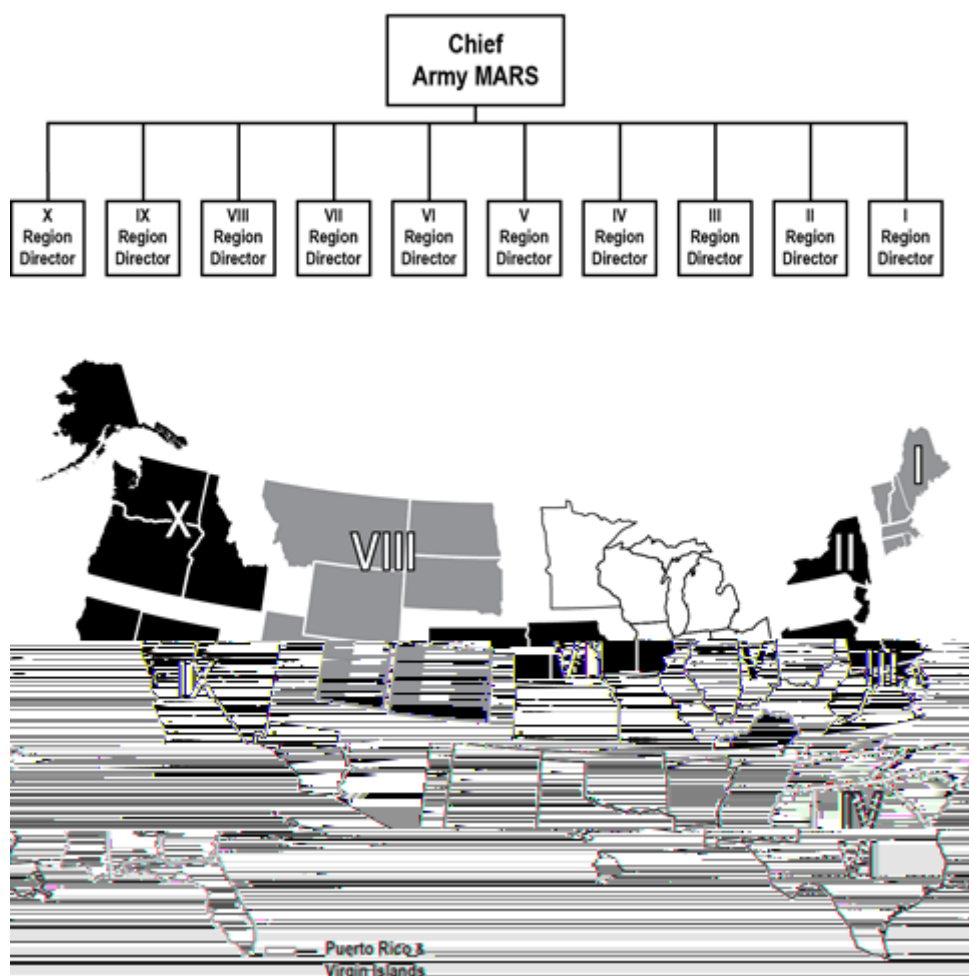 Chief
Army MARS
X
Region
Director
IX
Region
Director
VIII
Region
Director
VII
Region
Director
VI
Region
Director
V
Region
Director
IV
Region
Director
III
Region
Director
II
Region
Director
I
Region
Director
I
X
II
VIII
IX
V
III
IV
Puerto Rico &
Virgin Islands